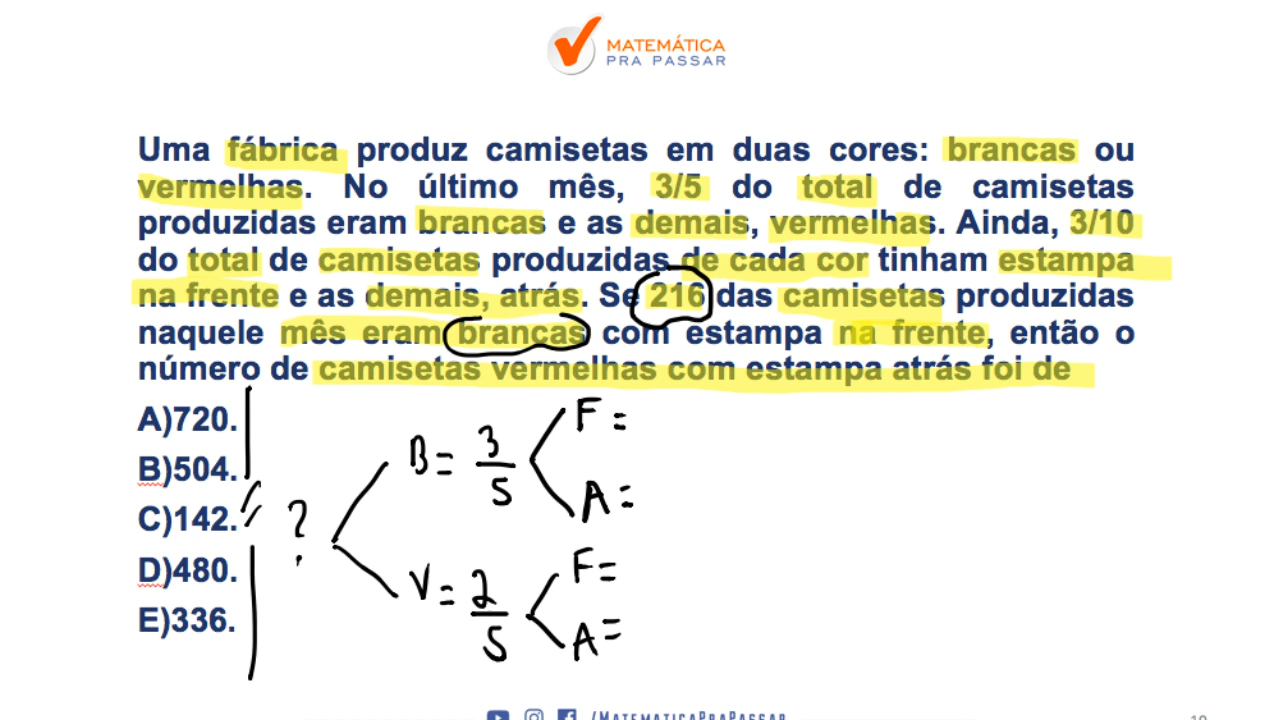 MATEMÁTICA
PRA PASSAR
Uma fábrica produz camisetas em duas cores: brancas ou
vermelhas. No último mês, 3/5 do total de camisetas
produzidas eram brancas e as demais, vermelhas. Ainda, 3/10
do total de camisetas produzidas de cada cor tinham estampa
na frente e as demais, atrás. Se 216 das camisetas produzidas
naquele mês eram brancas com estampa na frente, então o
número de camisetas vermelhas com estampa atrás foi de
A)720.
B)504.
C)142.
D)480.
E)336.
?
B = 3/5
F =
A =
V = 2/5
F =
A =
/MATEMATICAPRAPASSAR